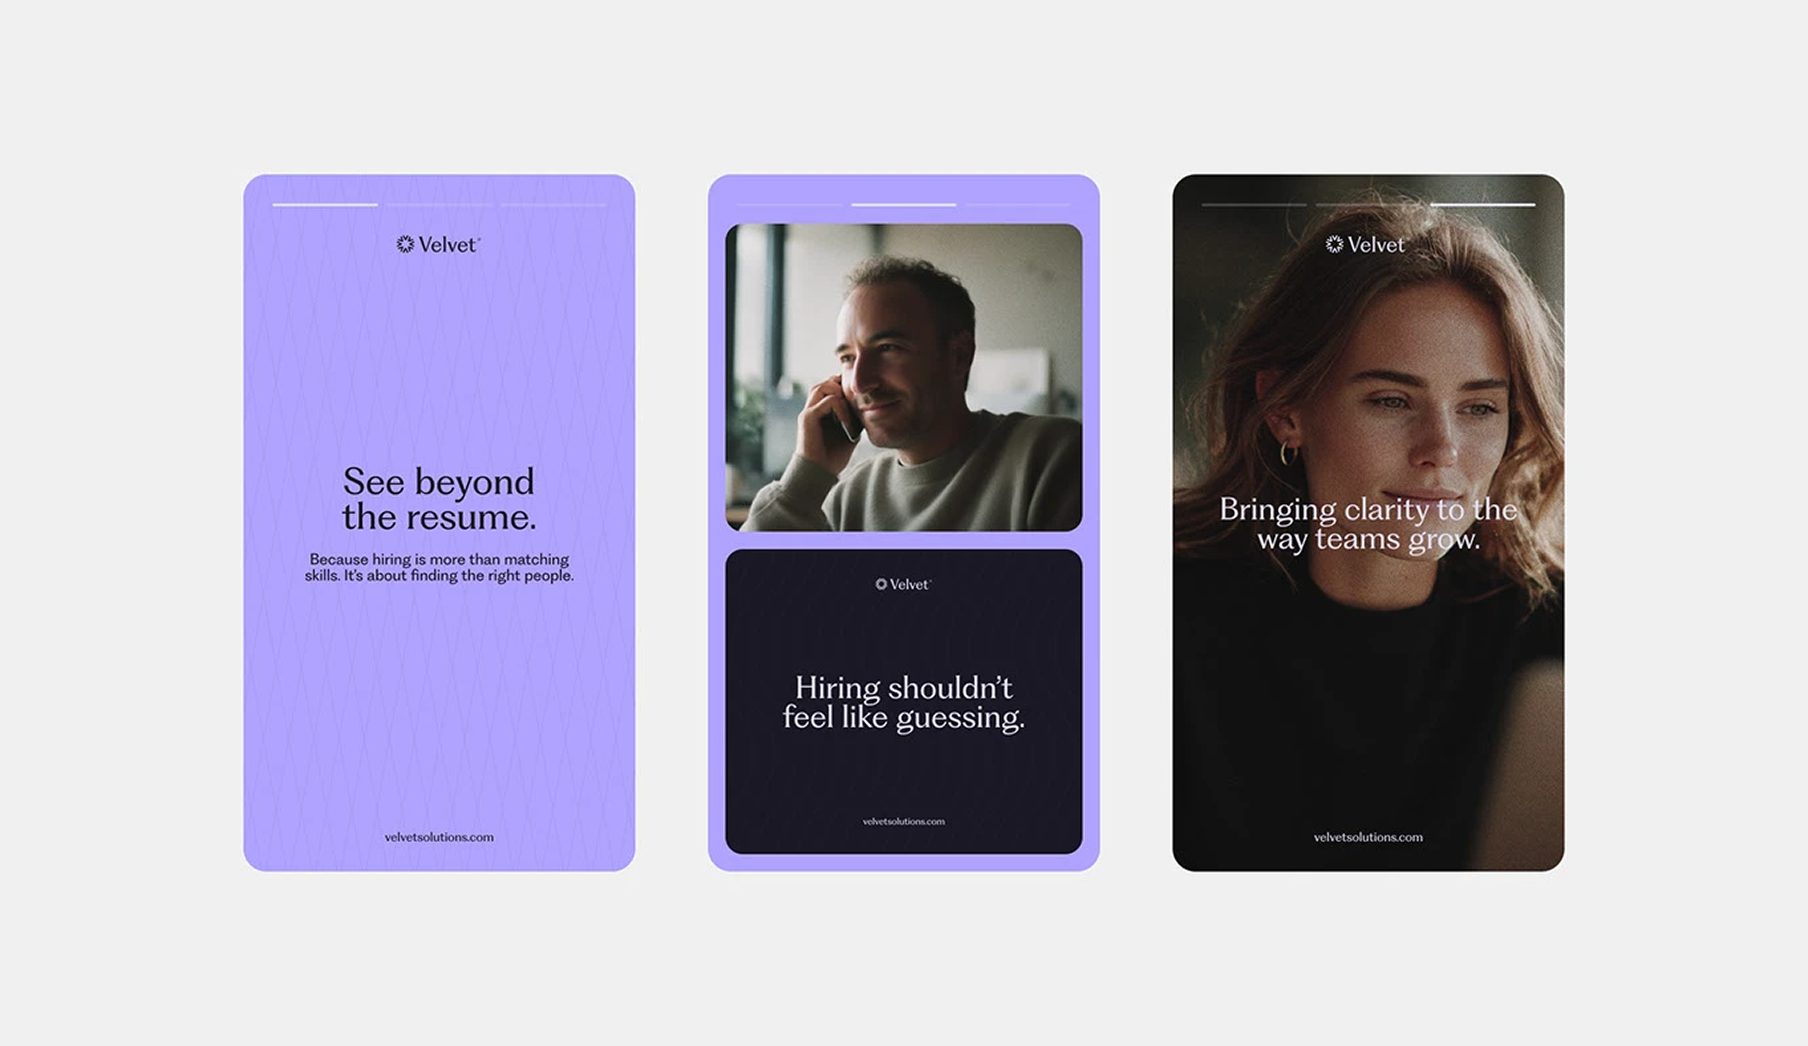 Velvet
See beyond
the resume.
Because hiring is more than matching
skills. It's about finding the right people.
velvetsolutions.com
Velvet
Hiring shouldn't
feel like guessing.
velvetsolutions.com
Velvet
Bringing clarity to the
way teams grow.
velvetsolutions.com